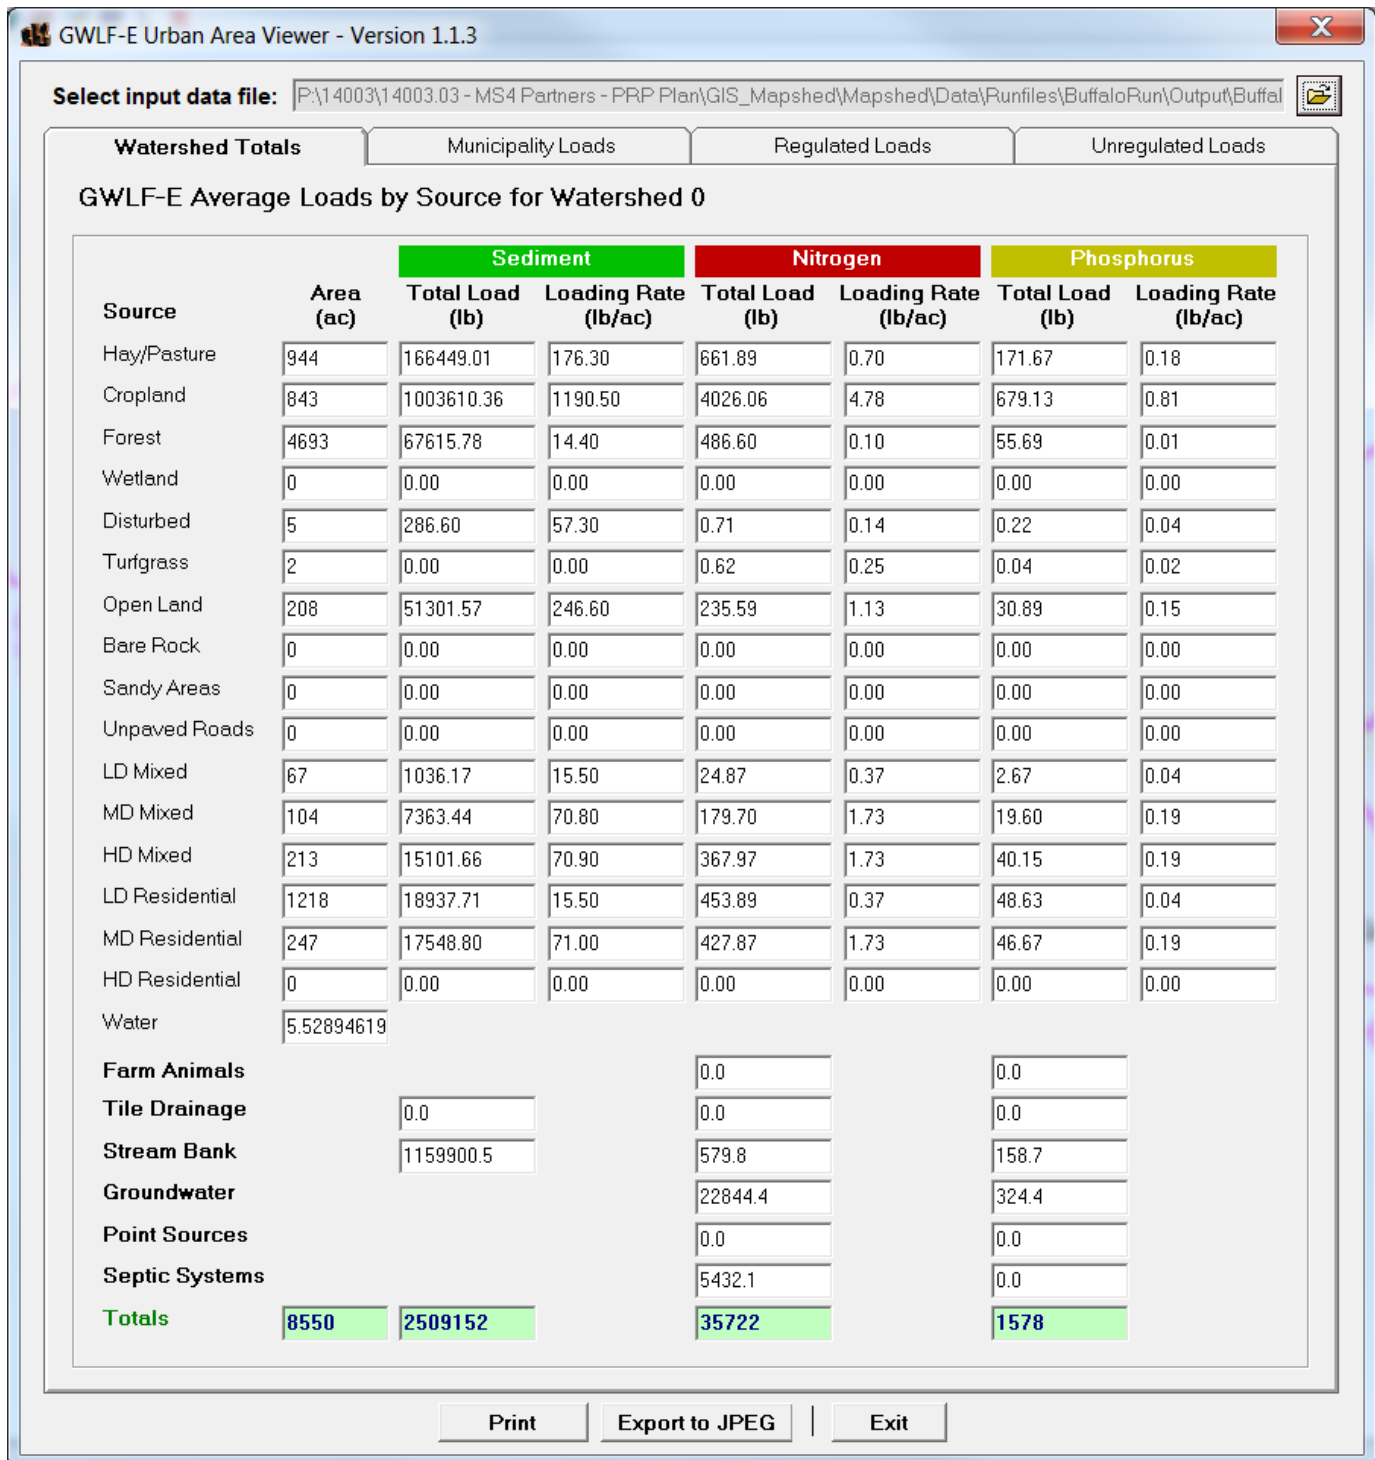 GWLF-E Urban Area Viewer - Version 1.1.3
X
Select input data file: P:\14003\14003.03 - MS4 Partners - PRP Plan\GIS_Mapshed\Mapshed\Data\Runfiles\BuffaloRun\Output\Buffal
Watershed Totals Municipality Loads Regulated Loads Unregulated Loads
GWLF-E Average Loads by Source for Watershed 0
Sediment Nitrogen Phosphorus
Source Area (ac) Total Load (lb) Loading Rate (lb/ac) Total Load (lb) Loading Rate (lb/ac) Total Load (lb) Loading Rate (lb/ac)
Hay/Pasture 944 166449.01 176.30 661.89 0.70 171.67 0.18
Cropland 843 1003610.36 1190.50 4026.06 4.78 679.13 0.81
Forest 4693 67615.78 14.40 486.60 0.10 55.69 0.01
Wetland 0 0.00 0.00 0.00 0.00 0.00 0.00
Disturbed 5 286.60 57.30 0.71 0.14 0.22 0.04
Turfgrass 2 0.00 0.00 0.62 0.25 0.04 0.02
Open Land 208 51301.57 246.60 235.59 1.13 30.89 0.15
Bare Rock 0 0.00 0.00 0.00 0.00 0.00 0.00
Sandy Areas 0 0.00 0.00 0.00 0.00 0.00 0.00
Unpaved Roads 0 0.00 0.00 0.00 0.00 0.00 0.00
LD Mixed 67 1036.17 15.50 24.87 0.37 2.67 0.04
MD Mixed 104 7363.44 70.80 179.70 1.73 19.60 0.19
HD Mixed 213 15101.66 70.90 367.97 1.73 40.15 0.19
LD Residential 1218 18937.71 15.50 453.89 0.37 48.63 0.04
MD Residential 247 17548.80 71.00 427.87 1.73 46.67 0.19
HD Residential 0 0.00 0.00 0.00 0.00 0.00 0.00
Water 5.52894619
Farm Animals 0.0 0.0
Tile Drainage 0.0 0.0 0.0
Stream Bank 1159900.5 579.8 158.7
Groundwater 22844.4 324.4
Point Sources 0.0 0.0
Septic Systems 5432.1 0.0
Totals 8550 2509152 35722 1578
Print Export to JPEG Exit